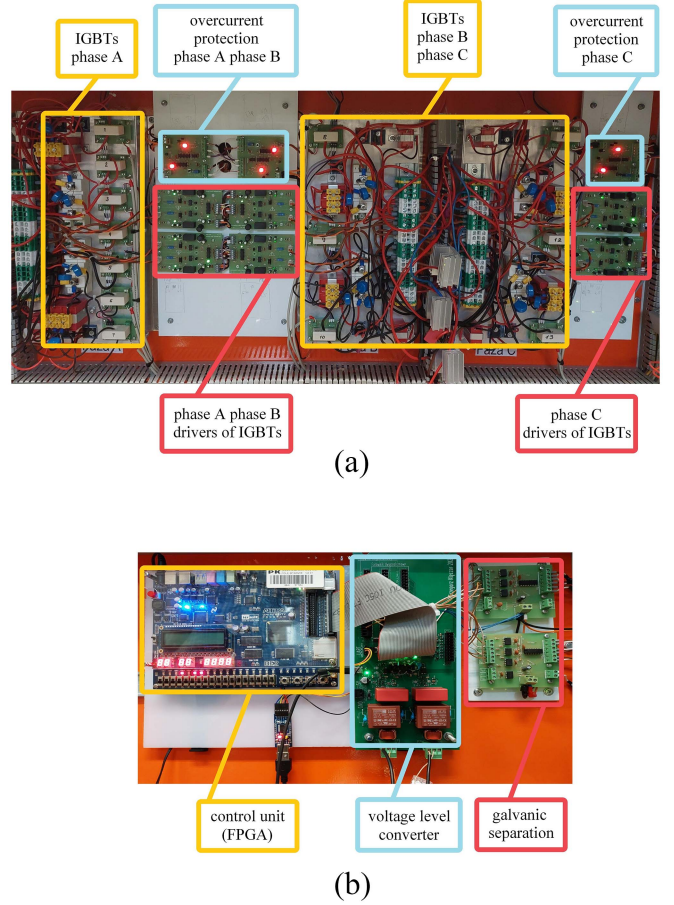 IGBTs
phase A
overcurrent
protection
phase A phase B
IGBTs
phase B
phase C
overcurrent
protection
phase C
phase A phase B
drivers of IGBTs
phase C
drivers of IGBTs
(a)
control unit
(FPGA)
voltage level
converter
galvanic
separation
(b)